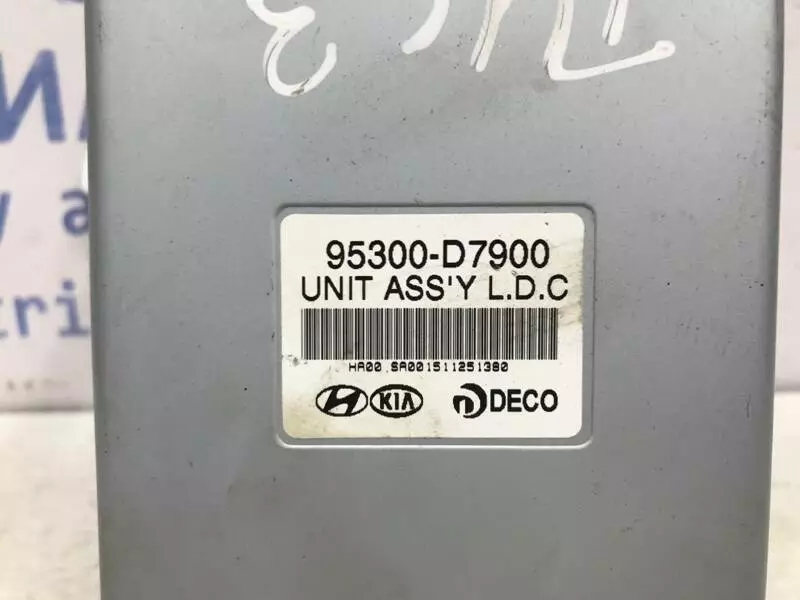 95300-D7900
UNIT ASS'Y L.D.C
HA00 SA001511251380
KIA DECO